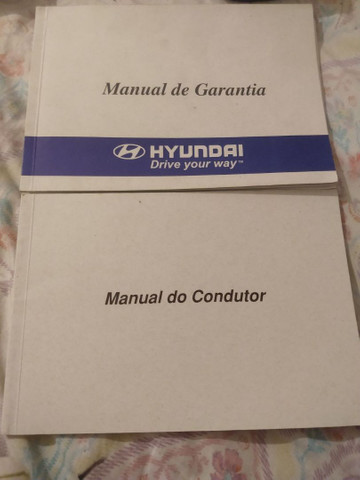 Manual de Garantia
HYUNDAI
Drive your way™
Manual do Condutor